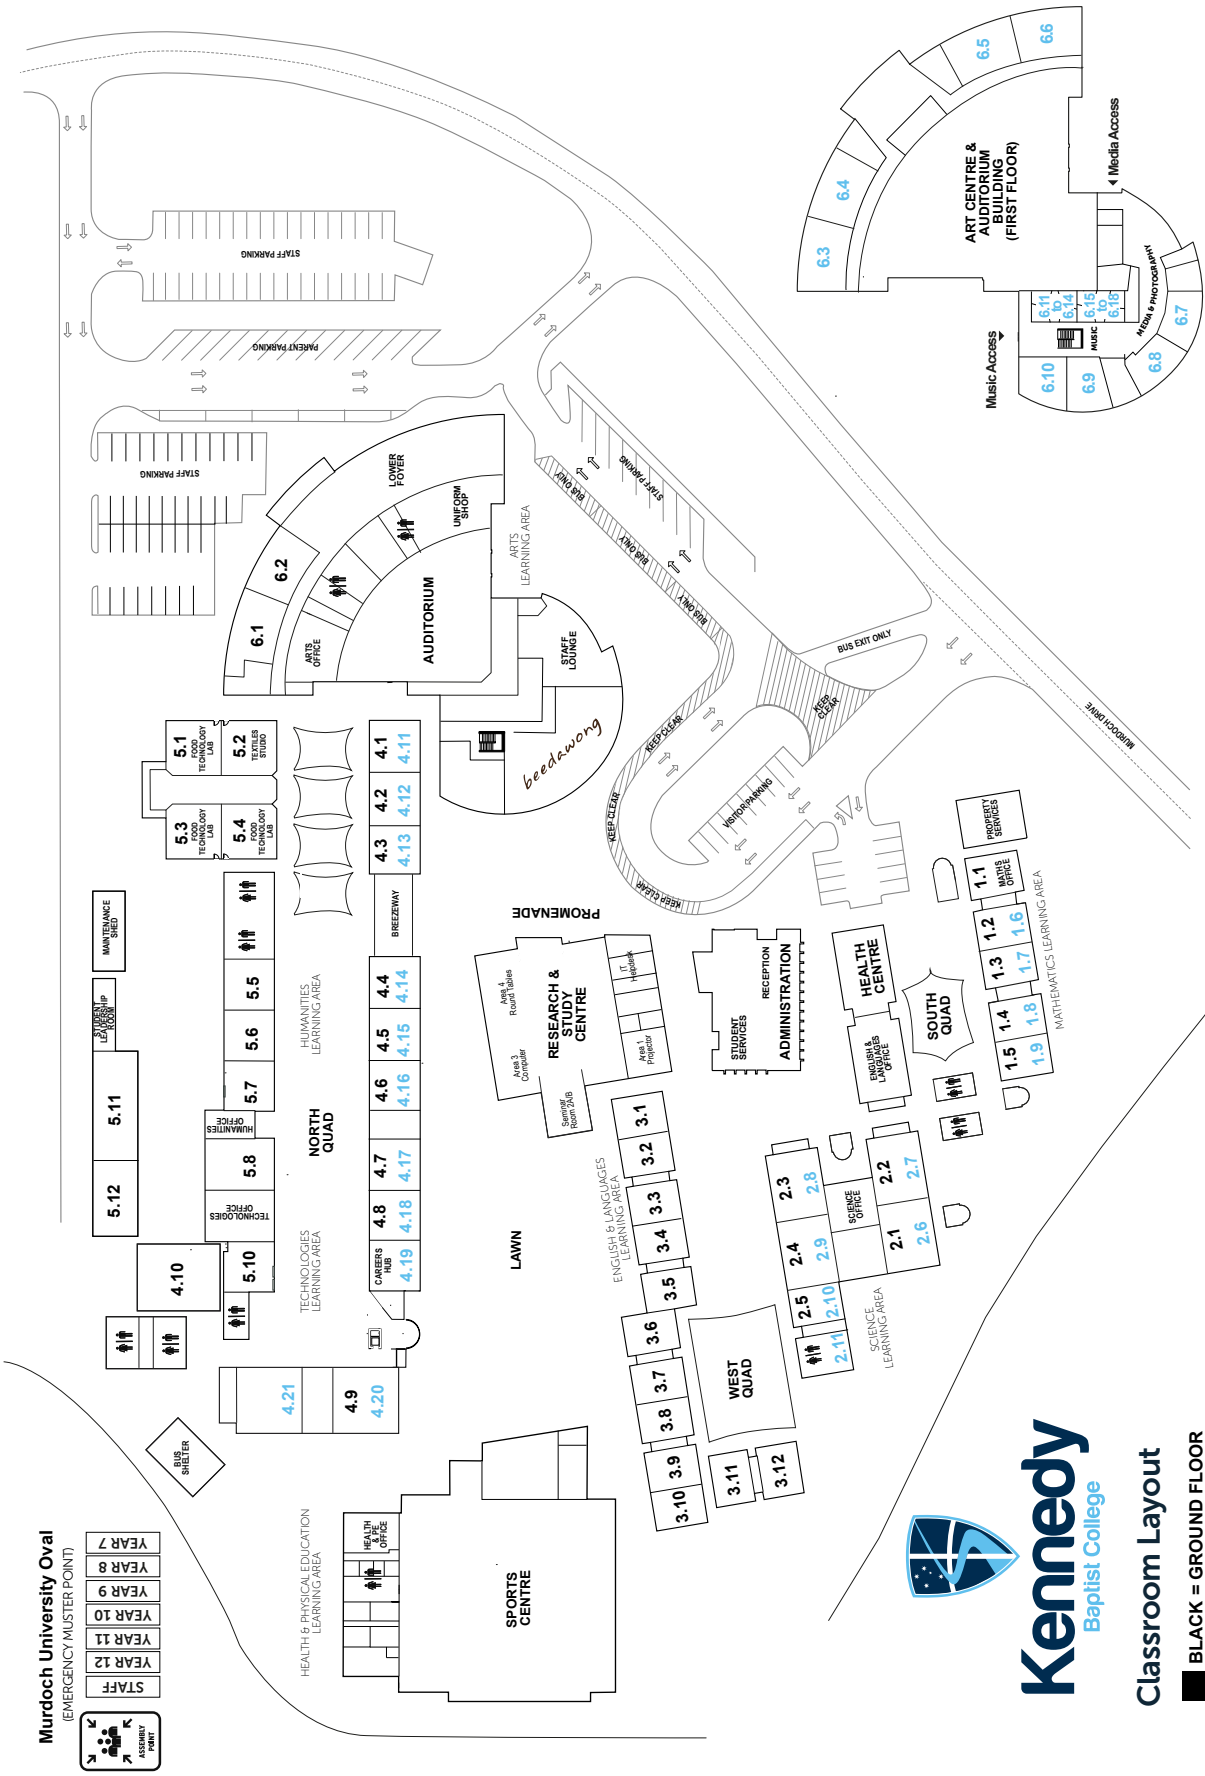 Kennedy
Baptist College
Classroom Layout
BLACK = GROUND FLOOR
Murdoch University Oval
(EMERGENCY MUSTER POINT)
STAFF
YEAR 12
YEAR 11
YEAR 10
YEAR 9
YEAR 8
YEAR 7
ASSEMBLY
POINT
BUS
SHELTER
HEALTH & PHYSICAL EDUCATION
LEARNING AREA
HEALTH
& PE
OFFICE
SPORTS
CENTRE
4.21
4.9
4.20
4.10
5.10
TECHNOLOGIES
OFFICE
5.8
HUMANITIES
OFFICE
5.7
5.6
5.5
5.12
5.11
STUDENT
LEADERSHIP
ROOM
MAINTENANCE
SHED
5.3
FOOD
TECHNOLOGY
LAB
5.4
FOOD
TECHNOLOGY
LAB
5.1
FOOD
TECHNOLOGY
LAB
5.2
TEXTILES
STUDIO
TECHNOLOGIES
LEARNING AREA
NORTH
QUAD
HUMANITIES
LEARNING AREA
CAREERS
HUB
4.19
4.8
4.18
4.7
4.17
4.6
4.16
4.5
4.15
4.4
4.14
BREEZEWAY
4.3
4.13
4.2
4.12
4.1
4.11
LAWN
PROMENADE
6.1
6.2
ARTS
OFFICE
AUDITORIUM
LOWER
FOYER
UNIFORM
SHOP
ARTS
LEARNING AREA
STAFF
LOUNGE
beedawong
STAFF PARKING
PARENT PARKING
STAFF PARKING
STAFF PARKING
BUS ONLY
BUS ONLY
BUS ONLY
KEEP CLEAR
KEEP CLEAR
KEEP CLEAR
KEEP
CLEAR
VISITOR PARKING
BUS EXIT ONLY
MURDOCH DRIVE
Area 4
Round Tables
Area 3
Computer
Seminar
Room 2A/B
RESEARCH &
STUDY
CENTRE
IT
Helpdesk
Area 1
Projector
STUDENT
SERVICES
RECEPTION
ADMINISTRATION
ENGLISH & LANGUAGES
LEARNING AREA
3.1
3.2
3.3
3.4
3.5
3.6
3.7
3.8
3.9
3.10
3.11
3.12
WEST
QUAD
2.3
2.8
2.4
2.9
2.5
2.10
2.11
SCIENCE
OFFICE
2.2
2.7
2.1
2.6
SCIENCE
LEARNING AREA
HEALTH
CENTRE
ENGLISH &
LANGUAGES
OFFICE
SOUTH
QUAD
PROPERTY
SERVICES
1.1
MATHS
OFFICE
1.2
1.6
1.3
1.7
1.4
1.8
1.5
1.9
MATHEMATICS LEARNING AREA
ART CENTRE &
AUDITORIUM
BUILDING
(FIRST FLOOR)
6.3
6.4
6.5
6.6
Media Access
Music Access
6.11
to
6.14
6.15
to
6.18
MUSIC
MEDIA & PHOTOGRAPHY
6.10
6.9
6.8
6.7